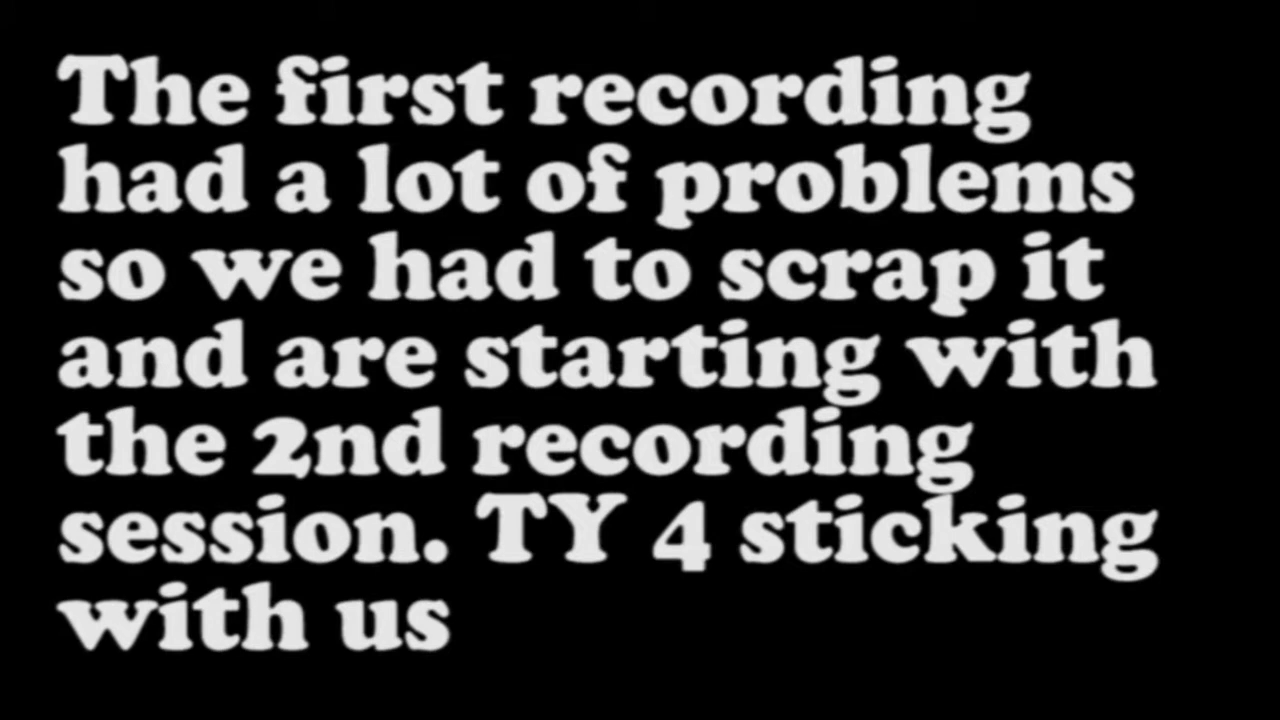 The first recording
had a lot of problems
so we had to scrap it
and are starting with
the 2nd recording
session. TY 4 sticking
with us